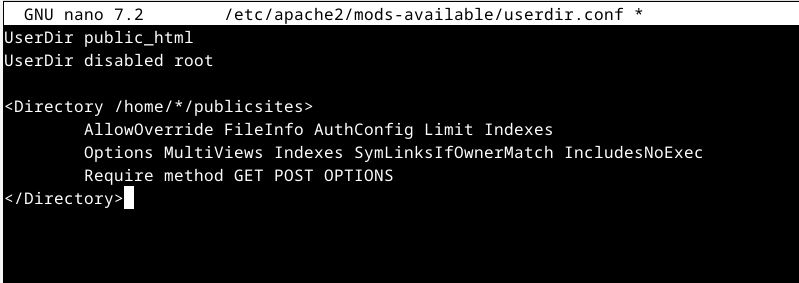 GNU nano 7.2 /etc/apache2/mods-available/userdir.conf *
UserDir public_html
UserDir disabled root
<Directory /home/*/publicsites>
AllowOverride FileInfo AuthConfig Limit Indexes
Options MultiViews Indexes SymLinksIfOwnerMatch IncludesNoExec
Require method GET POST OPTIONS
</Directory>